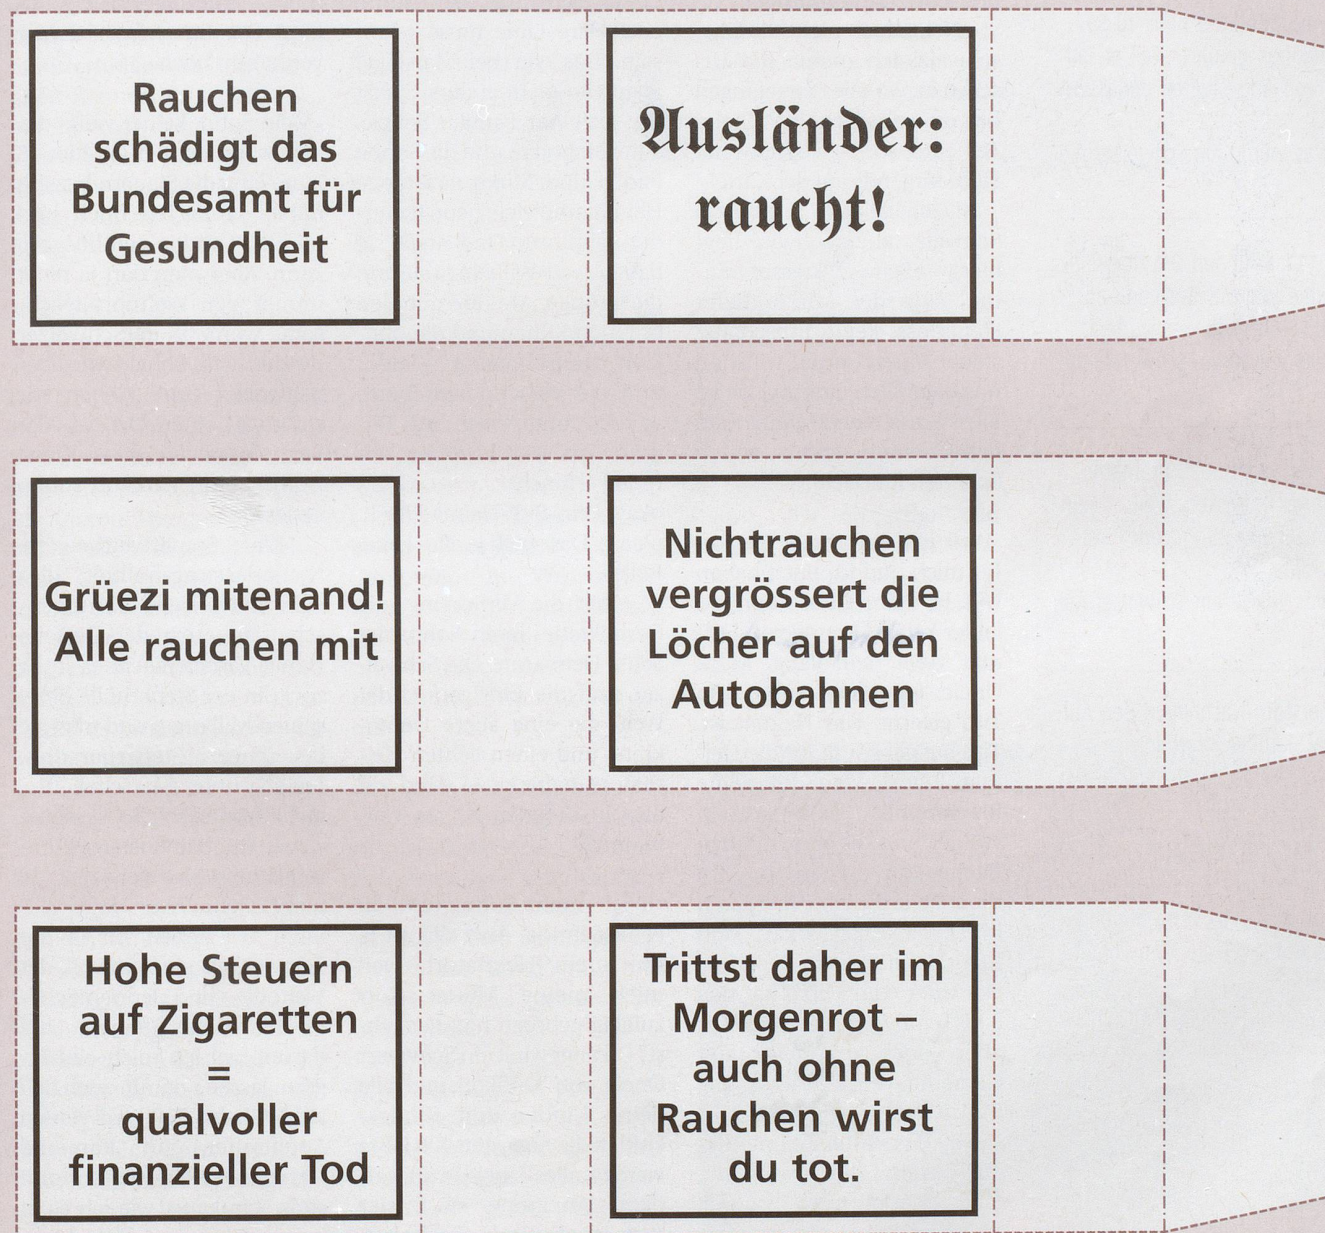 Rauchen
schädigt das
Bundesamt für
Gesundheit
Ausländer:
raucht!
Grüezi mitenand!
Alle rauchen mit
Nichtrauchen
vergrössert die
Löcher auf den
Autobahnen
Hohe Steuern
auf Zigaretten
=
qualvoller
finanzieller Tod
Trittst daher im
Morgenrot –
auch ohne
Rauchen wirst
du tot.